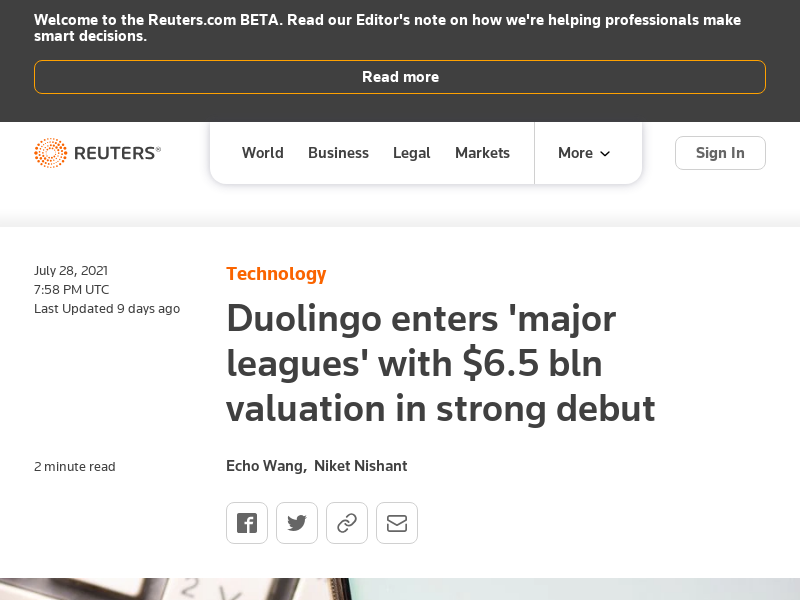 Welcome to the Reuters.com BETA. Read our Editor's note on how we're helping professionals make
smart decisions.
Read more
REUTERS®
World
Business
Legal
Markets
More
Sign In
July 28, 2021
7:58 PM UTC
Last Updated 9 days ago
Technology
Duolingo enters 'major
leagues' with $6.5 bln
valuation in strong debut
2 minute read
Echo Wang, Niket Nishant